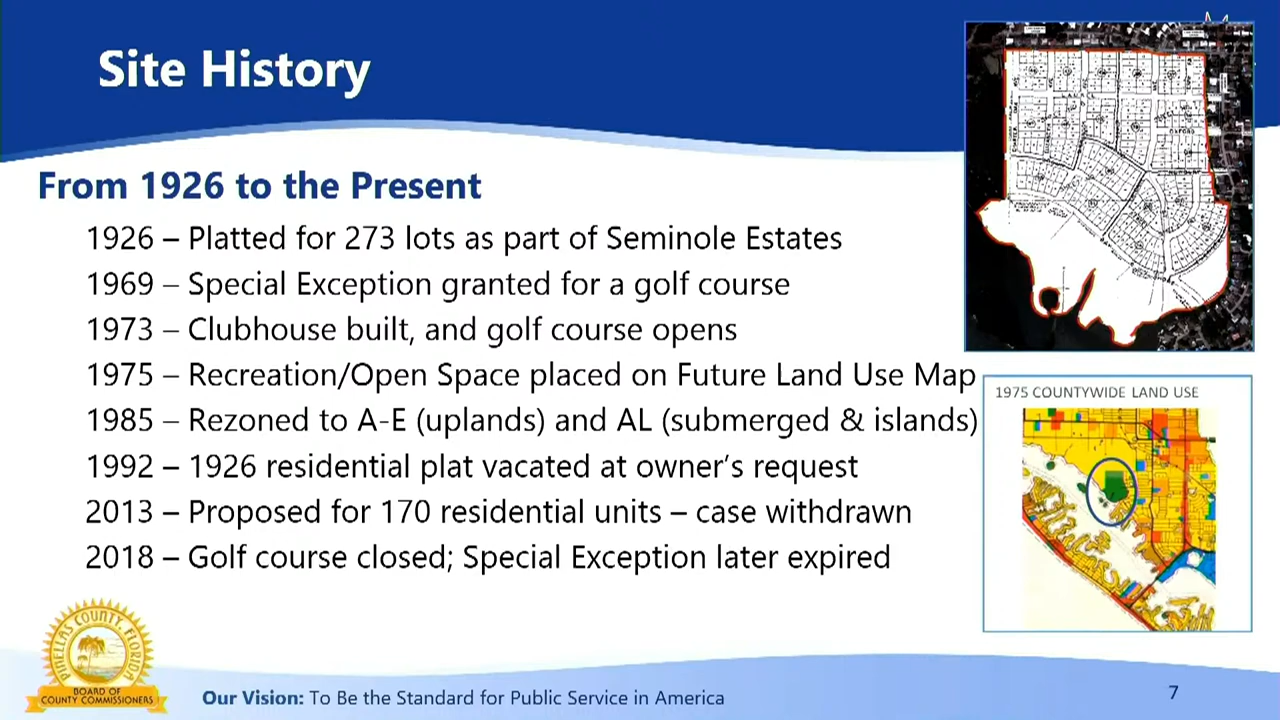 Site History
From 1926 to the Present
1926 – Platted for 273 lots as part of Seminole Estates
1969 – Special Exception granted for a golf course
1973 – Clubhouse built, and golf course opens
1975 – Recreation/Open Space placed on Future Land Use Map
1985 – Rezoned to A-E (uplands) and AL (submerged & islands)
1992 – 1926 residential plat vacated at owner's request
2013 – Proposed for 170 residential units – case withdrawn
2018 – Golf course closed; Special Exception later expired
1975 COUNTYWIDE LAND USE
PINELLAS COUNTY, FLORIDA
BOARD OF
COUNTY COMMISSIONERS
Our Vision: To Be the Standard for Public Service in America
7